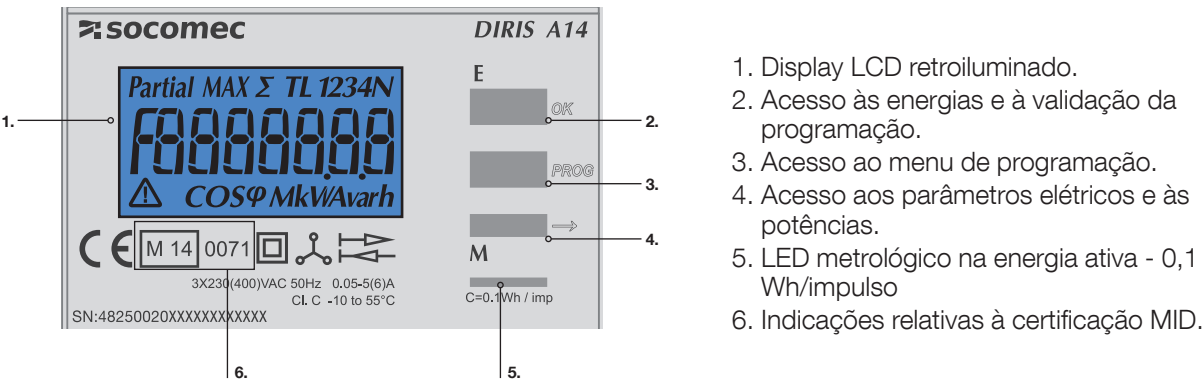 socomec
DIRIS A14
Partial MAX Σ TL 1234N
F8888888
COSφ MkWAvarh
E
OK
PROG
M
CE M 14 0071
3X230(400)VAC 50Hz 0.05-5(6)A
Cl. C -10 to 55°C
C=0.1Wh / imp
SN:48250020XXXXXXXXXXXX
1.
2.
3.
4.
6.
5.
1. Display LCD retroiluminado.
2. Acesso às energias e à validação da
programação.
3. Acesso ao menu de programação.
4. Acesso aos parâmetros elétricos e às
potências.
5. LED metrológico na energia ativa - 0,1
Wh/impulso
6. Indicações relativas à certificação MID.